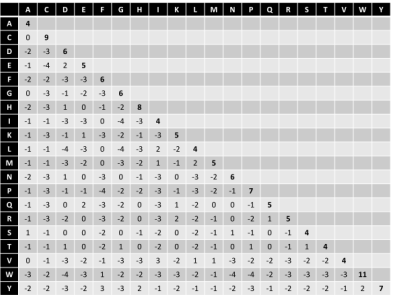 A C D E F G H I K L M N P Q R S T V W Y
A 4
C 0 9
D -2 -3 6
E -1 -4 2 5
F -2 -2 -3 -3 6
G 0 -3 -1 -2 -3 6
H -2 -3 1 0 -1 -2 8
I -1 -1 -3 -3 0 -4 -3 4
K -1 -3 -1 1 -3 -2 -1 -3 5
L -1 -1 -4 -3 0 -4 -3 2 -2 4
M -1 -1 -3 -2 0 -3 -2 1 -1 2 5
N -2 -3 1 0 -3 0 -1 -3 0 -3 -2 6
P -1 -3 -1 -1 -4 -2 -2 -3 -1 -3 -2 -1 7
Q -1 -3 0 2 -3 -2 0 -3 1 -2 0 0 -1 5
R -1 -3 -2 0 -3 -2 0 -3 2 -2 -1 0 -2 1 5
S 1 -1 0 0 -2 0 -1 -2 0 -2 -1 1 -1 0 -1 4
T -1 -1 1 0 -2 1 0 -2 0 -2 -1 0 1 0 -1 1 4
V 0 -1 -3 -2 -1 -3 -3 3 -2 1 1 -3 -2 -2 -3 -2 -2 4
W -3 -2 -4 -3 1 -2 -2 -3 -3 -2 -1 -4 -4 -2 -3 -3 -3 -3 11
Y -2 -2 -3 -2 3 -3 2 -1 -2 -1 -1 -2 -3 -1 -2 -2 -2 -1 2 7